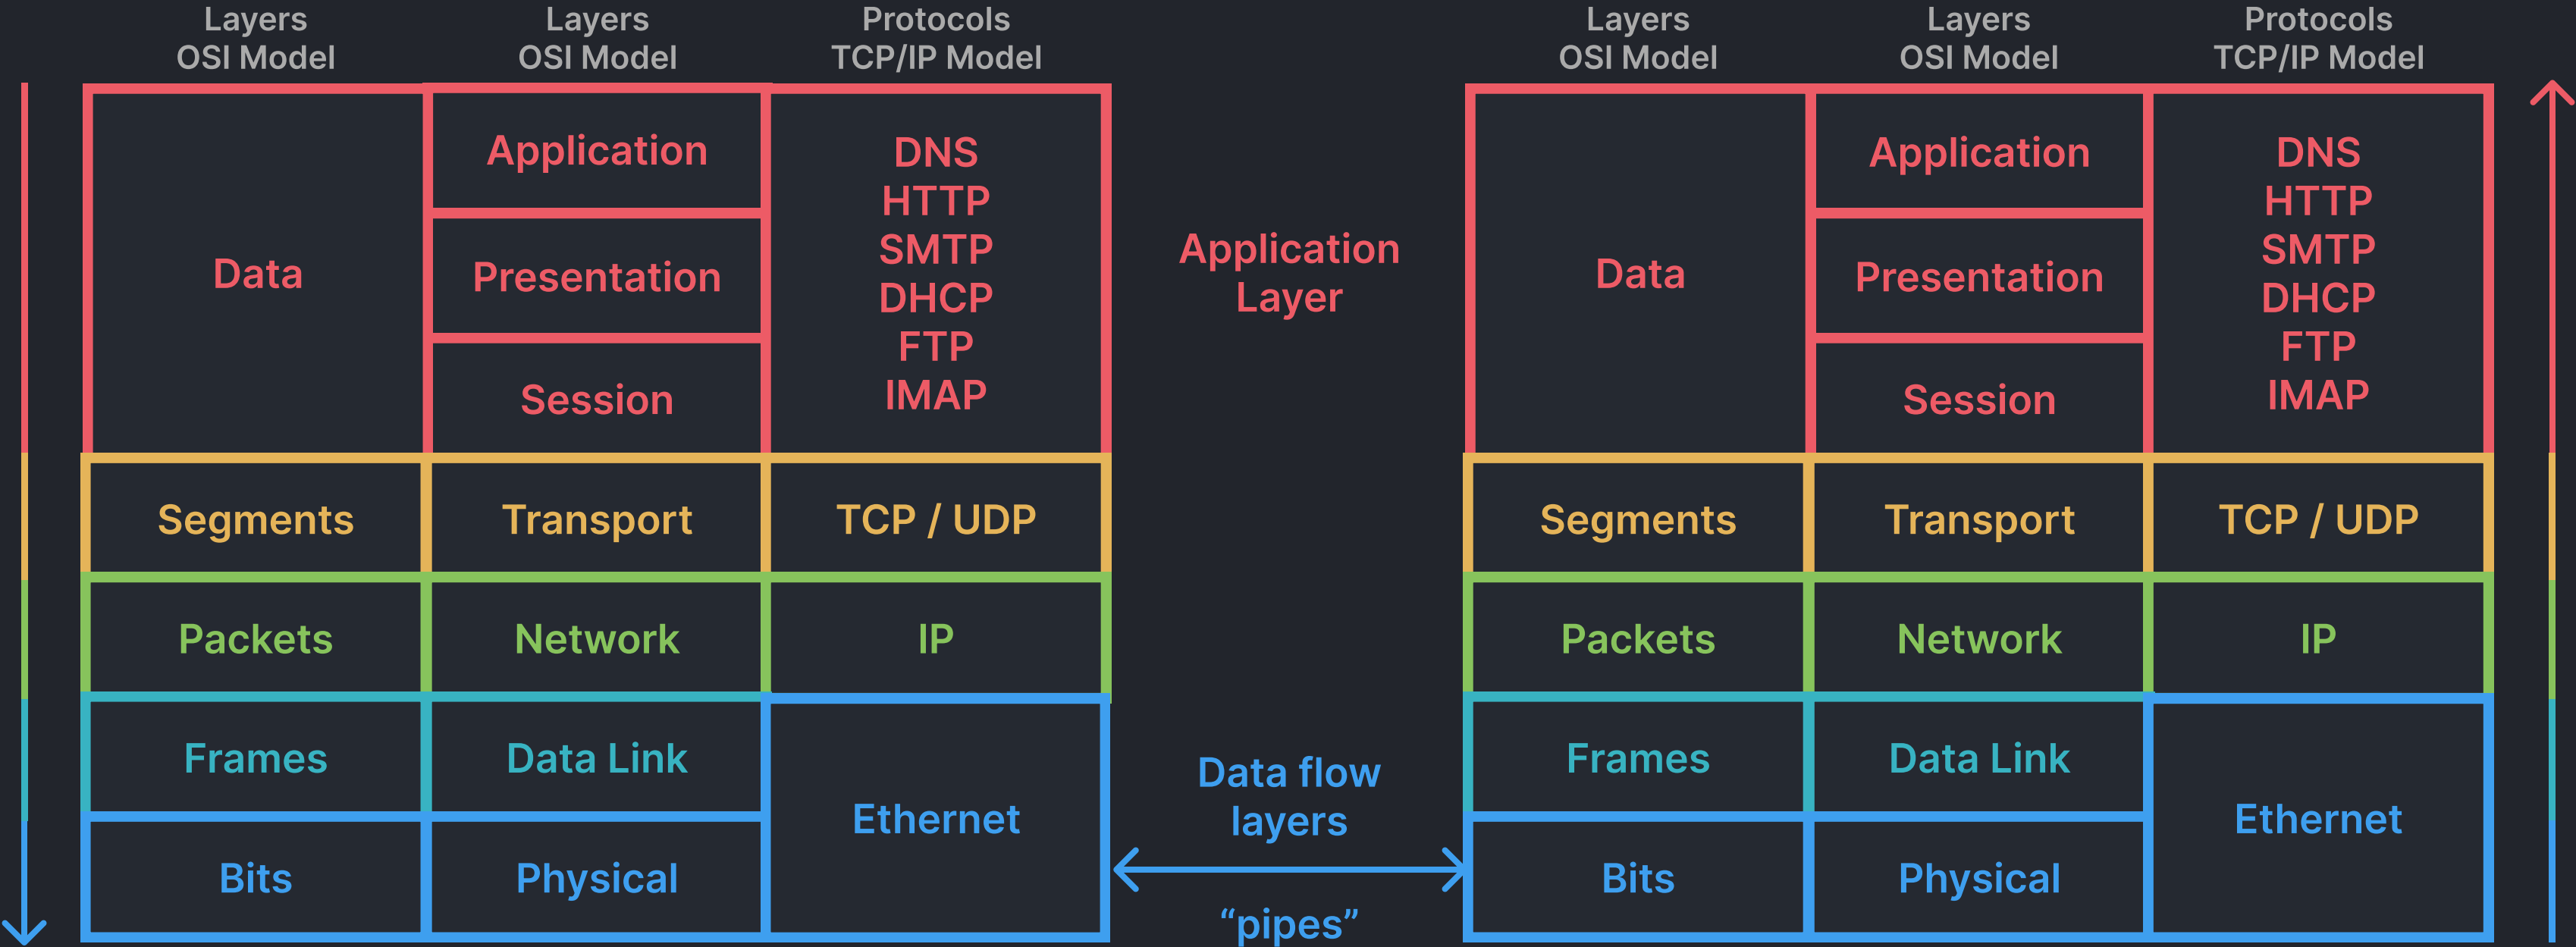 Layers
OSI Model
Layers
OSI Model
Protocols
TCP/IP Model
Data
Application
Presentation
Session
DNS
HTTP
SMTP
DHCP
FTP
IMAP
Segments
Transport
TCP / UDP
Packets
Network
IP
Frames
Data Link
Ethernet
Bits
Physical
Application
Layer
Data flow
layers
“pipes”
Layers
OSI Model
Layers
OSI Model
Protocols
TCP/IP Model
Data
Application
Presentation
Session
DNS
HTTP
SMTP
DHCP
FTP
IMAP
Segments
Transport
TCP / UDP
Packets
Network
IP
Frames
Data Link
Ethernet
Bits
Physical